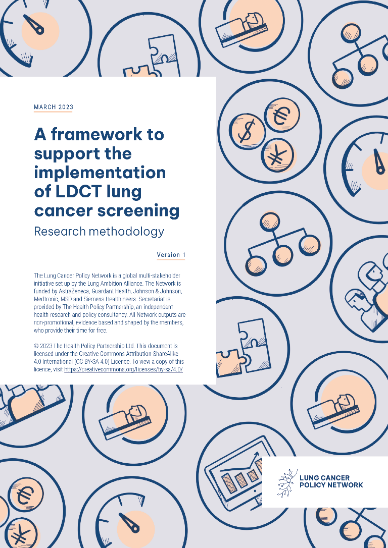 MARCH 2023
A framework to
support the
implementation
of LDCT lung
cancer screening
Research methodology
Version 1
The Lung Cancer Policy Network is a global multi-stakeholder
initiative set up by the Lung Ambition Alliance. The Network is
funded by AstraZeneca, Guardant Health, Johnson & Johnson,
Medtronic, MSD and Siemens Healthineers. Secretariat is
provided by The Health Policy Partnership, an independent
health research and policy consultancy. All Network outputs are
non-promotional, evidence based and shaped by the members,
who provide their time for free.
© 2023 The Health Policy Partnership Ltd. This document is
licensed under the Creative Commons Attribution-ShareAlike
4.0 International (CC BY-SA 4.0) Licence. To view a copy of this
licence, visit https://creativecommons.org/licenses/by-sa/4.0/.
$
€
¥
€
¥
€
LUNG CANCER
POLICY NETWORK